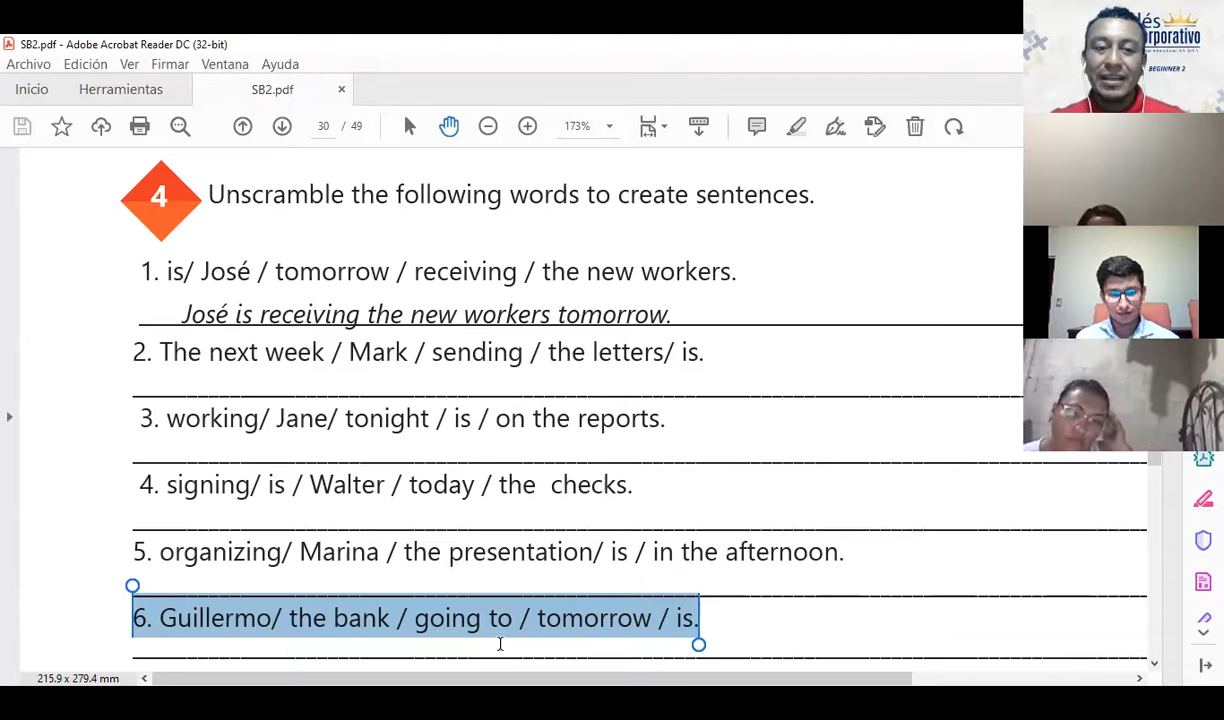 SB2.pdf - Adobe Acrobat Reader DC (32-bit)
Archivo Edición Ver Firmar Ventana Ayuda
Inicio Herramientas SB2.pdf ×
30 / 49 173%
4 Unscramble the following words to create sentences.
1. is/ José / tomorrow / receiving / the new workers.
José is receiving the new workers tomorrow.
2. The next week / Mark / sending / the letters/ is.
3. working/ Jane/ tonight / is / on the reports.
4. signing/ is / Walter / today / the checks.
5. organizing/ Marina / the presentation/ is / in the afternoon.
6. Guillermo/ the bank / going to / tomorrow / is.
215.9 x 279.4 mm
BEGINNER 2